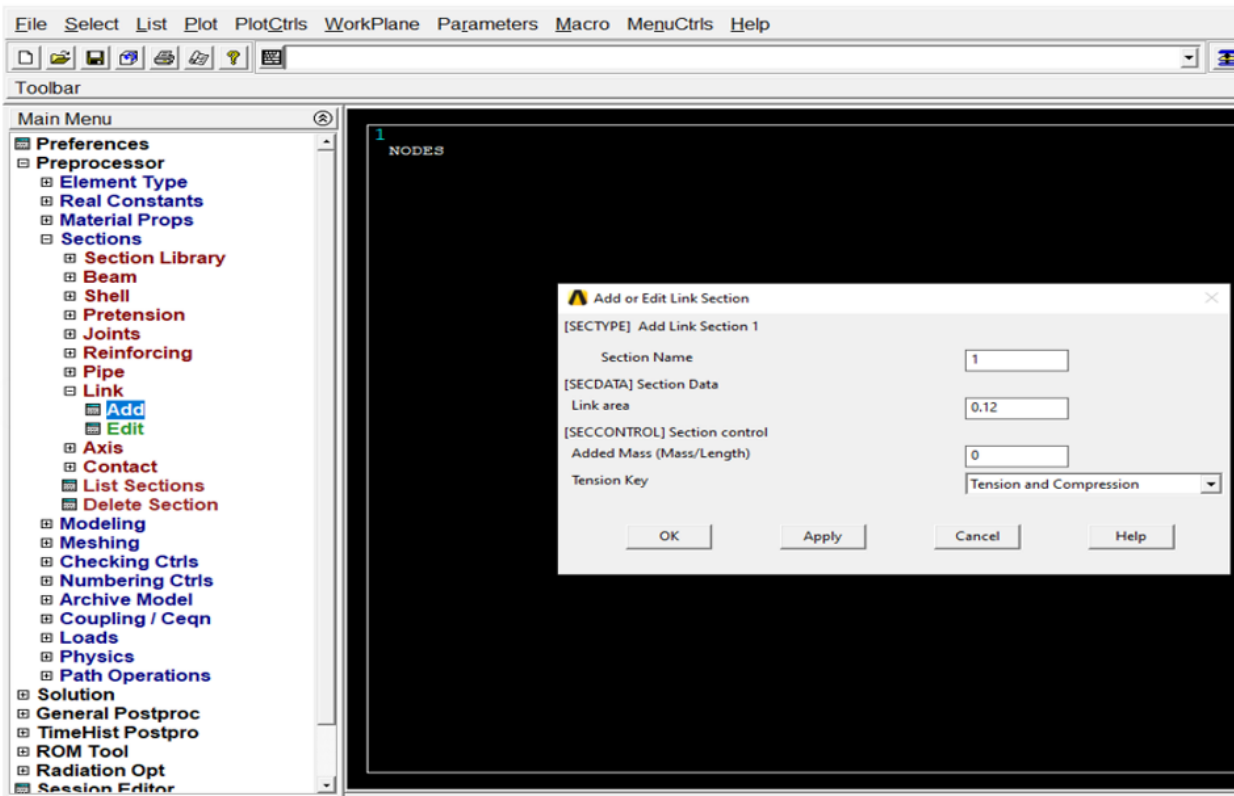 File Select List Plot PlotCtrls WorkPlane Parameters Macro MenuCtrls Help
Toolbar
Main Menu
Preferences
Preprocessor
Element Type
Real Constants
Material Props
Sections
Section Library
Beam
Shell
Pretension
Joints
Reinforcing
Pipe
Link
Add
Edit
Axis
Contact
List Sections
Delete Section
Modeling
Meshing
Checking Ctrls
Numbering Ctrls
Archive Model
Coupling / Ceqn
Loads
Physics
Path Operations
Solution
General Postproc
TimeHist Postpro
ROM Tool
Radiation Opt
Session Editor
1
NODES
Add or Edit Link Section
[SECTYPE] Add Link Section 1
Section Name 1
[SECDATA] Section Data
Link area 0.12
[SECCONTROL] Section control
Added Mass (Mass/Length) 0
Tension Key Tension and Compression
OK Apply Cancel Help